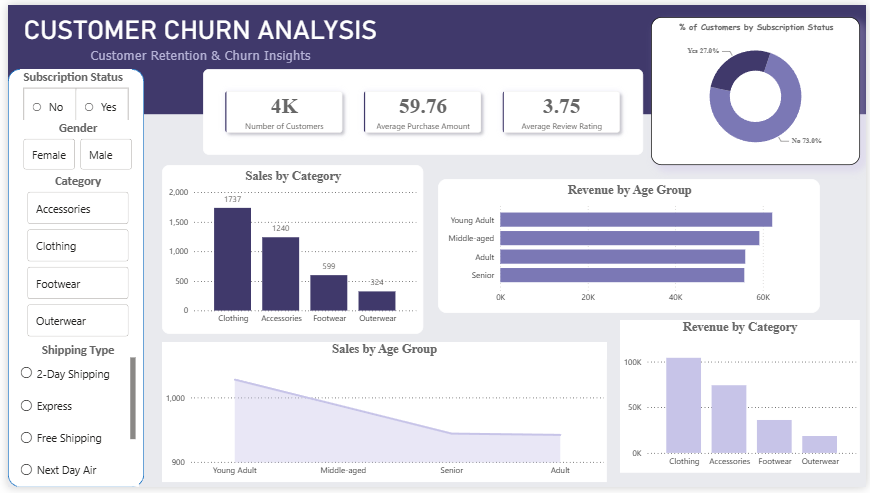 CUSTOMER CHURN ANALYSIS
Customer Retention & Churn Insights
Subscription Status
No
Yes
Gender
Female
Male
Category
Accessories
Clothing
Footwear
Outerwear
Shipping Type
2-Day Shipping
Express
Free Shipping
Next Day Air
4K
Number of Customers
59.76
Average Purchase Amount
3.75
Average Review Rating
% of Customers by Subscription Status
Yes 27.0%
No 73.0%
Sales by Category
2,000
1,500
1,000
500
0
1737
1240
599
324
Clothing Accessories Footwear Outerwear
Revenue by Age Group
Young Adult
Middle-aged
Adult
Senior
0K 20K 40K 60K
Sales by Age Group
1,000
900
Young Adult Middle-aged Senior Adult
Revenue by Category
100K
50K
0K
Clothing Accessories Footwear Outerwear